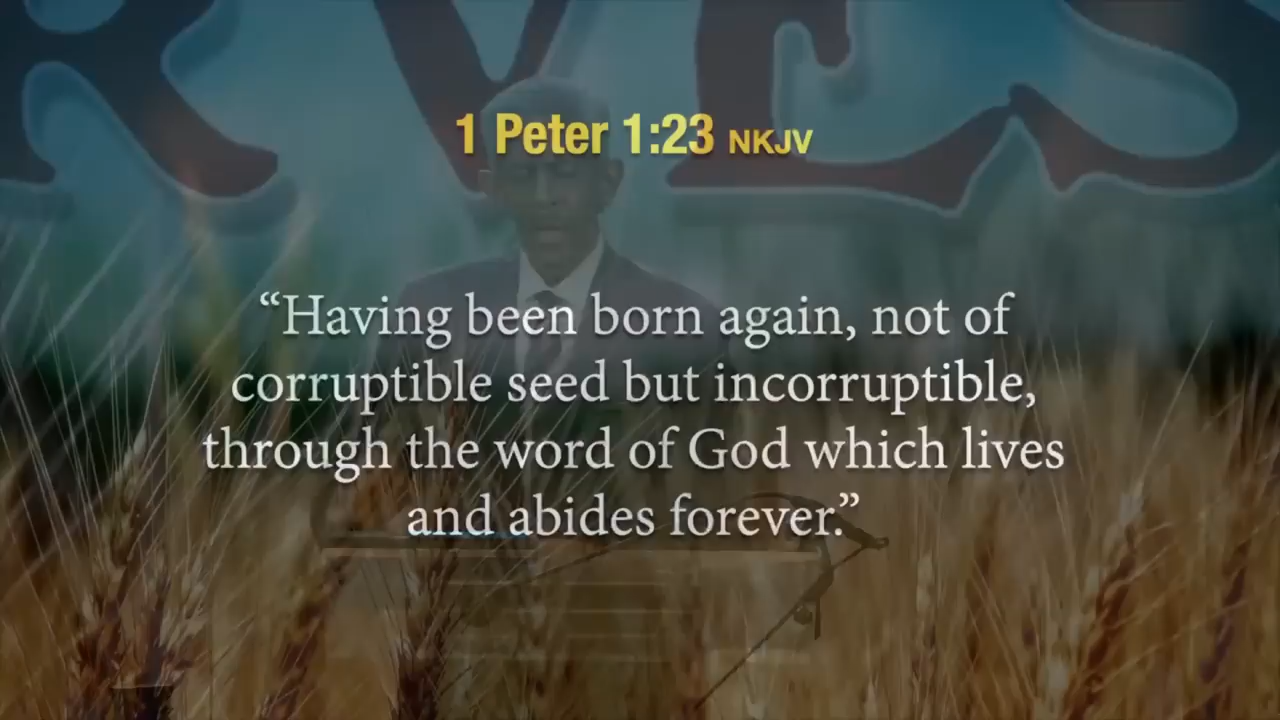 RVES
1 Peter 1:23 NKJV
“Having been born again, not of
corruptible seed but incorruptible,
through the word of God which lives
and abides forever.”